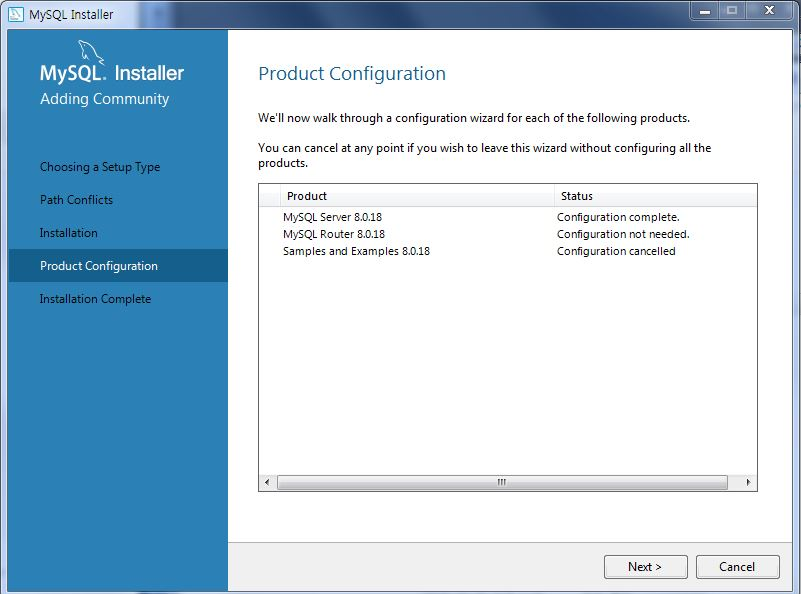 MySQL Installer
MySQL. Installer
Adding Community
Choosing a Setup Type
Path Conflicts
Installation
Product Configuration
Installation Complete
Product Configuration
We'll now walk through a configuration wizard for each of the following products.
You can cancel at any point if you wish to leave this wizard without configuring all the
products.
Product Status
MySQL Server 8.0.18 Configuration complete.
MySQL Router 8.0.18 Configuration not needed.
Samples and Examples 8.0.18 Configuration cancelled
Next > Cancel